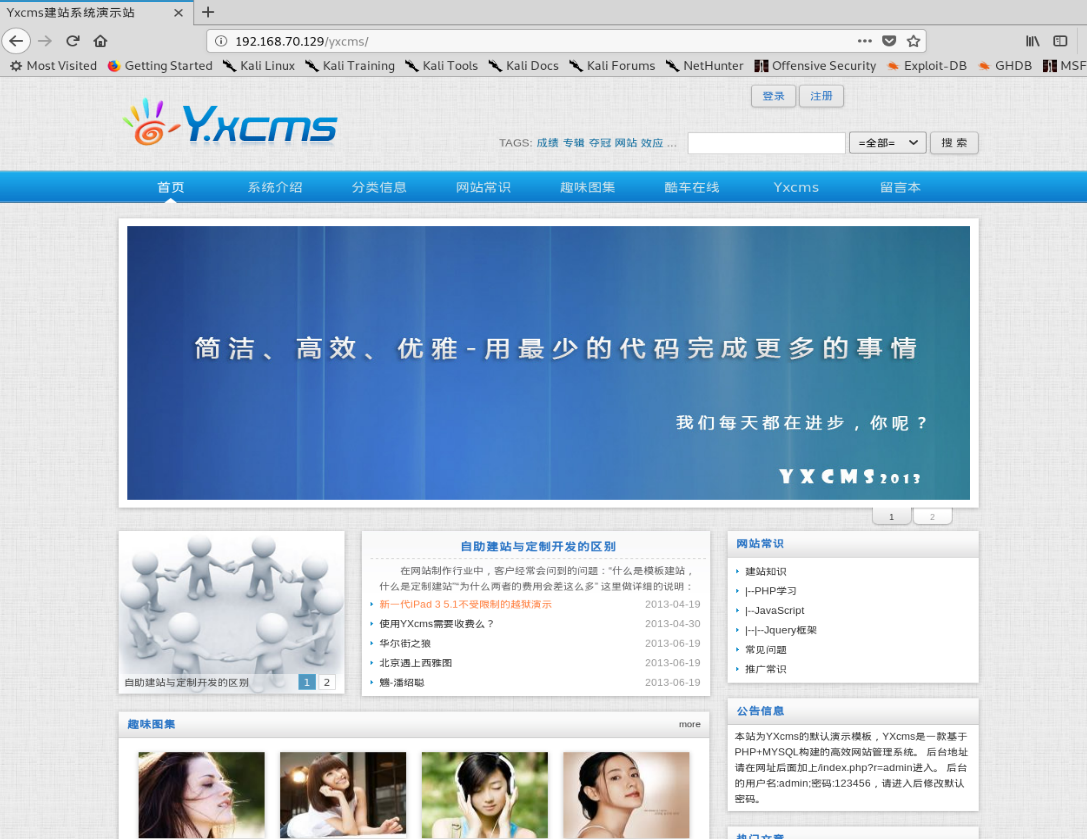 Yxcms建站系统演示站
192.168.70.129/yxcms/
Most Visited Getting Started Kali Linux Kali Training Kali Tools Kali Docs Kali Forums NetHunter Offensive Security Exploit-DB GHDB MSF
登录 注册
Y.xcms
TAGS: 成绩 专辑 夺冠 网站 效应 ... =全部= 搜 索
首页 系统介绍 分类信息 网站常识 趣味图集 酷车在线 Yxcms 留言本
简洁、高效、优雅-用最少的代码完成更多的事情
我们每天都在进步，你呢？
YXCMS2013
1 2
自助建站与定制开发的区别 1 2
自助建站与定制开发的区别
在网站制作行业中，客户经常会问到的问题：“什么是模板建站，
什么是定制建站”“为什么两者的费用会差这么多” 这里做详细的说明：
新一代iPad 3 5.1不受限制的越狱演示 2013-04-19
使用YXcms需要收费么？ 2013-04-30
华尔街之狼 2013-06-19
北京遇上西雅图 2013-06-19
魍-潘绍聪 2013-06-19
网站常识
建站知识
|--PHP学习
|--JavaScript
|--|--Jquery框架
常见问题
推广常识
趣味图集 more
公告信息
本站为YXcms的默认演示模板，YXcms是一款基于
PHP+MYSQL构建的高效网站管理系统。 后台地址
请在网址后面加上/index.php?r=admin进入。 后台
的用户名:admin;密码:123456，请进入后修改默认
密码。
热门文章